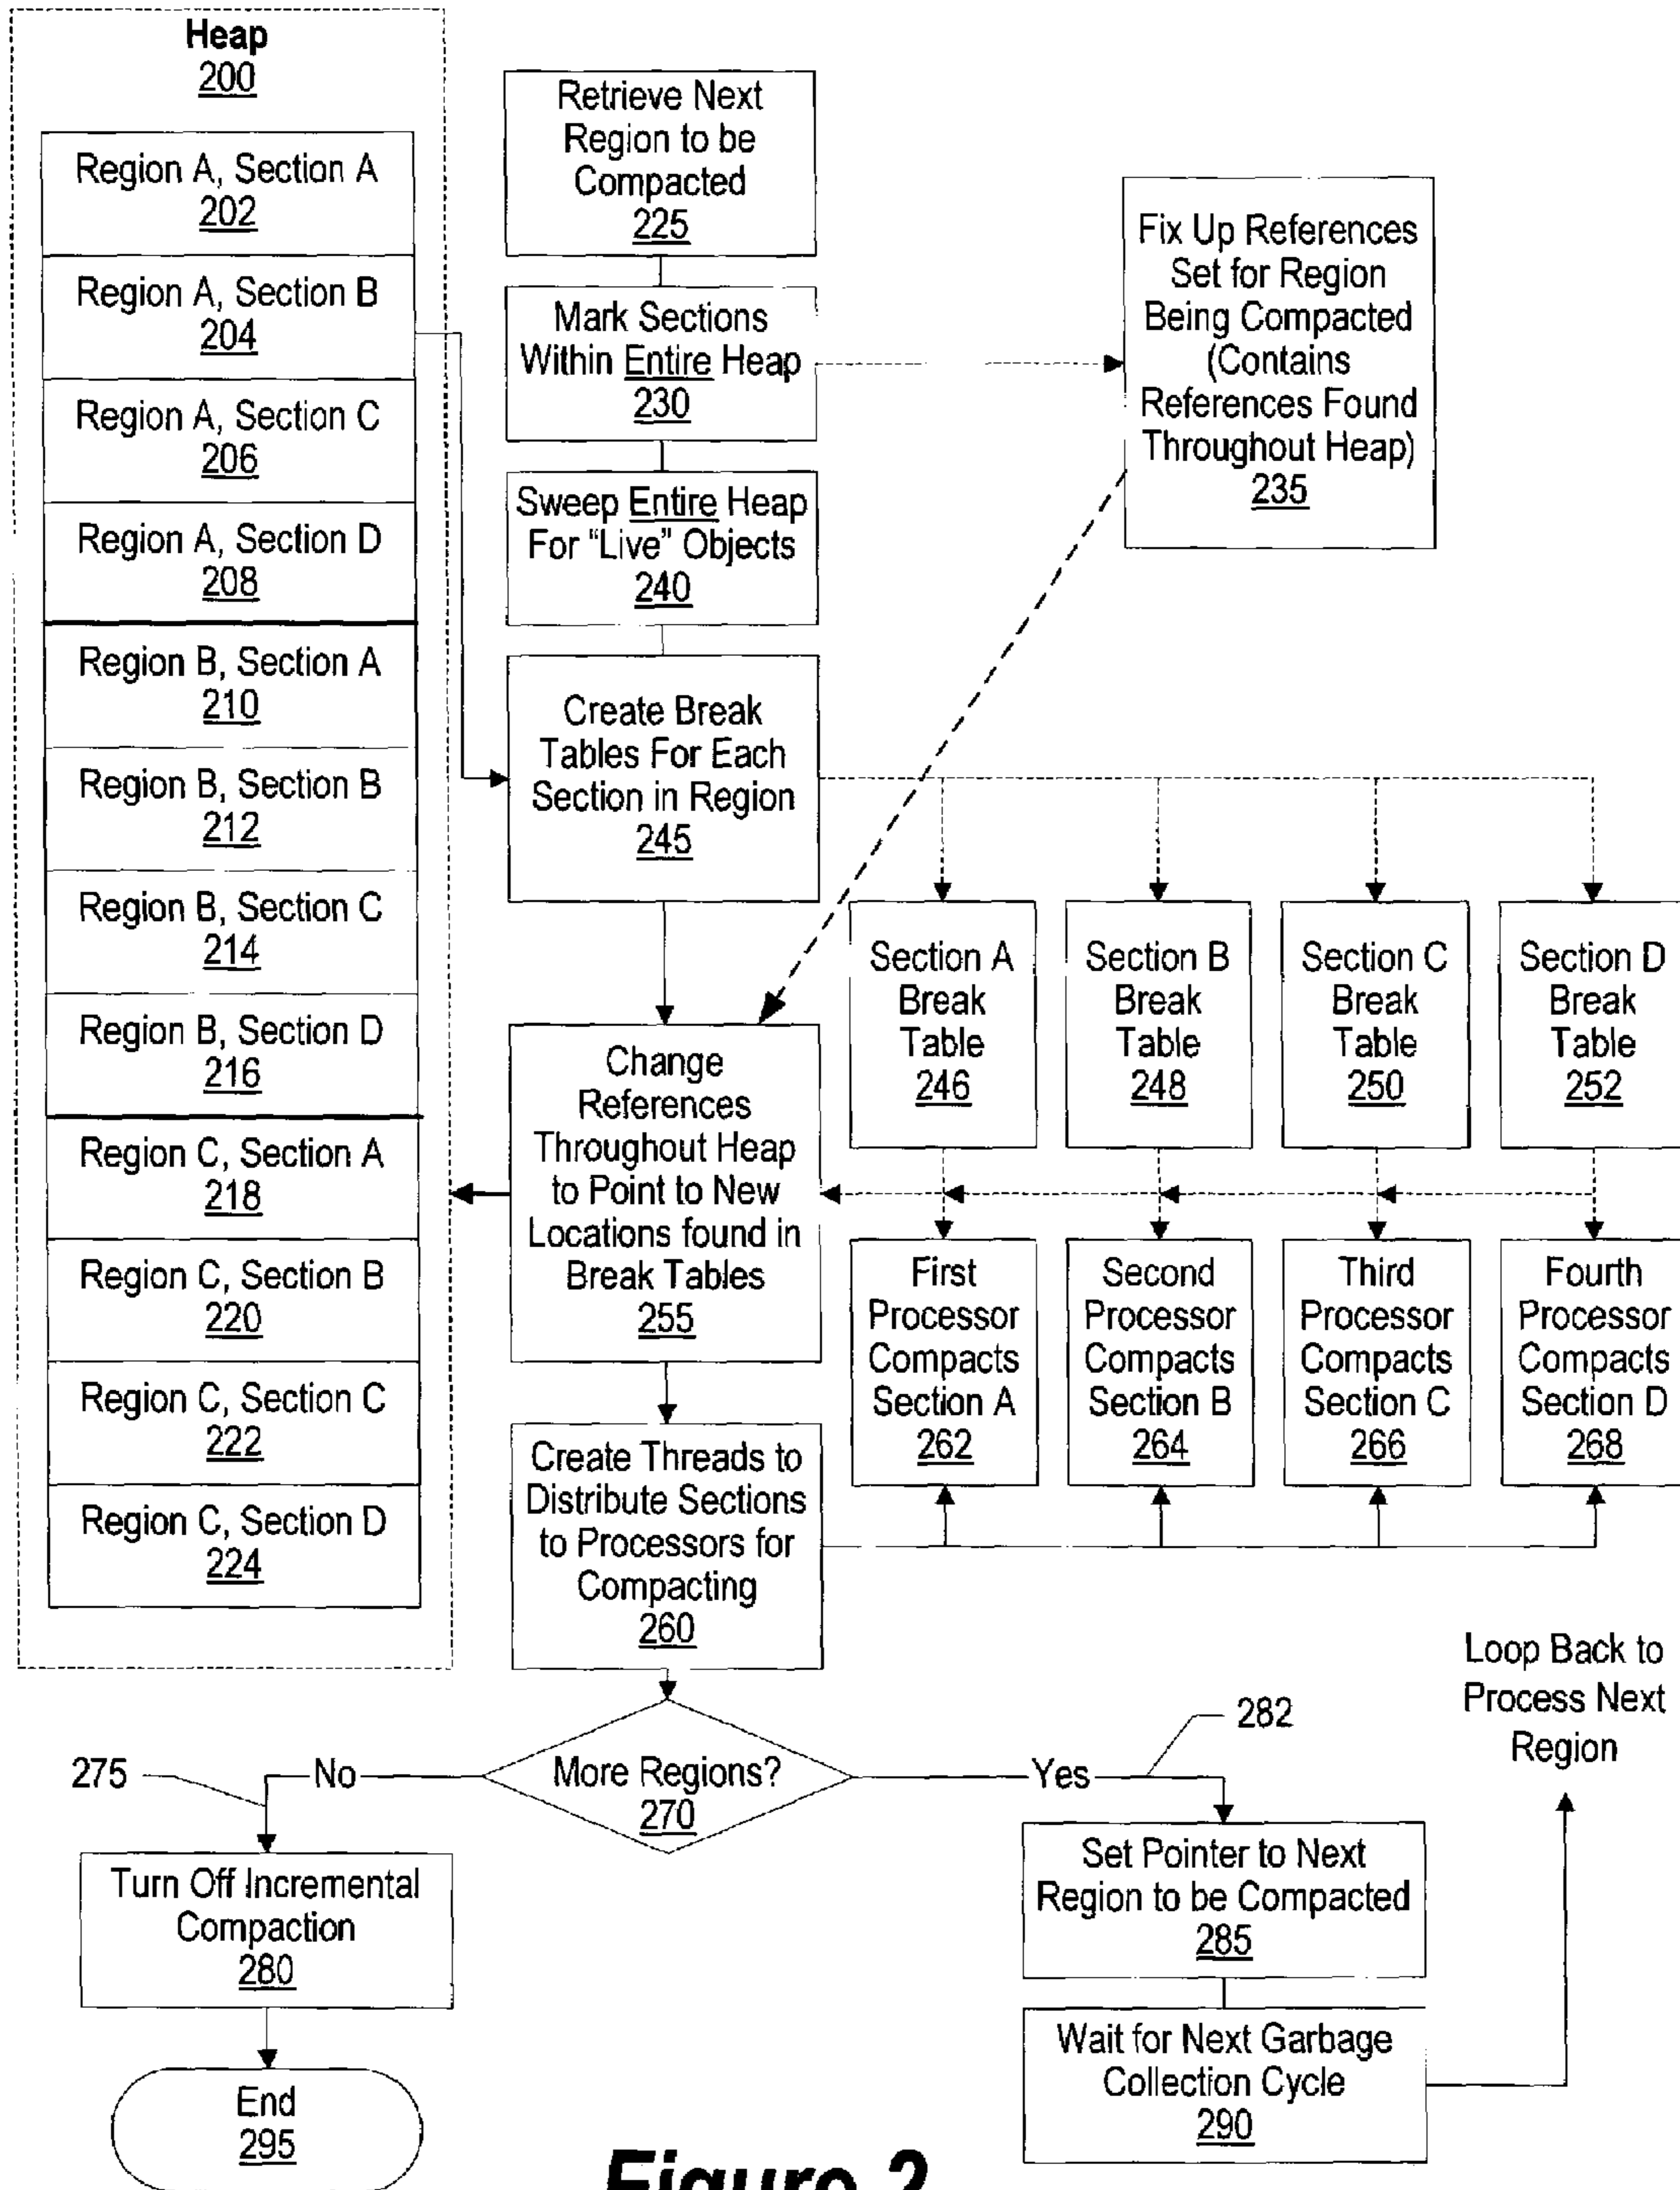 Heap
200
Region A, Section A
202
Region A, Section B
204
Region A, Section C
206
Region A, Section D
208
Region B, Section A
210
Region B, Section B
212
Region B, Section C
214
Region B, Section D
216
Region C, Section A
218
Region C, Section B
220
Region C, Section C
222
Region C, Section D
224
Retrieve Next
Region to be
Compacted
225
Mark Sections
Within Entire Heap
230
Fix Up References
Set for Region
Being Compacted
(Contains
References Found
Throughout Heap)
235
Sweep Entire Heap
For “Live” Objects
240
Create Break
Tables For Each
Section in Region
245
Section A
Break
Table
246
Section B
Break
Table
248
Section C
Break
Table
250
Section D
Break
Table
252
Change
References
Throughout Heap
to Point to New
Locations found in
Break Tables
255
First
Processor
Compacts
Section A
262
Second
Processor
Compacts
Section B
264
Third
Processor
Compacts
Section C
266
Fourth
Processor
Compacts
Section D
268
Create Threads to
Distribute Sections
to Processors for
Compacting
260
More Regions?
270
275
No
Turn Off Incremental
Compaction
280
End
295
Yes
282
Set Pointer to Next
Region to be Compacted
285
Wait for Next Garbage
Collection Cycle
290
Loop Back to
Process Next
Region
Figure 2